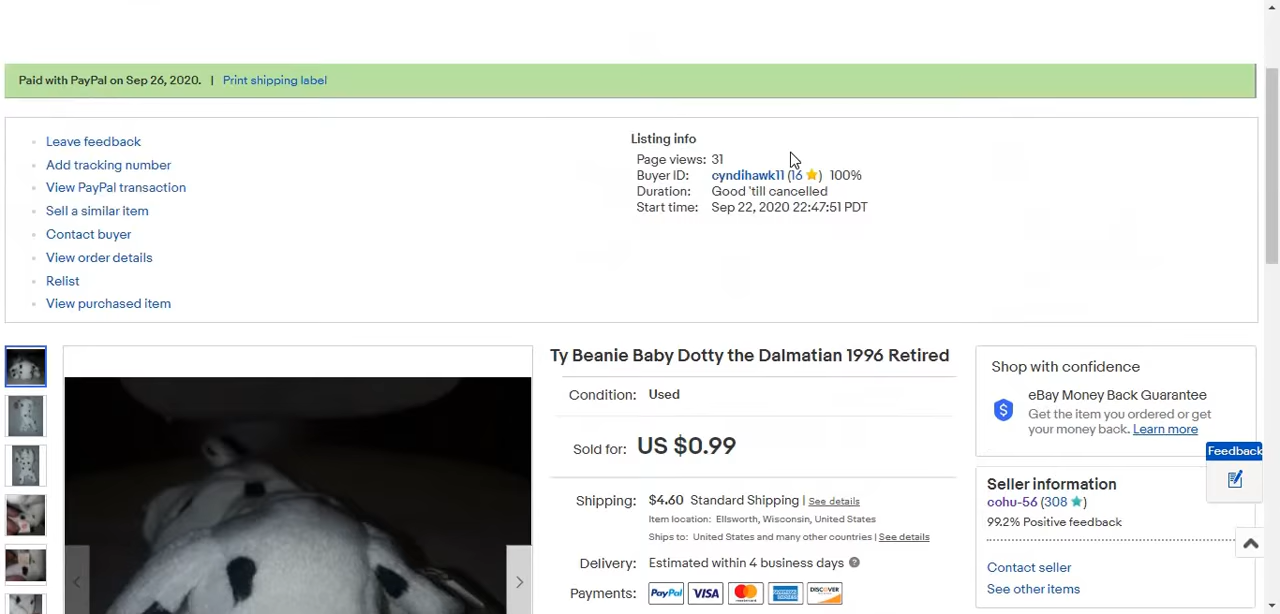 Paid with PayPal on Sep 26, 2020. | Print shipping label
Leave feedback
Add tracking number
View PayPal transaction
Sell a similar item
Contact buyer
View order details
Relist
View purchased item
Listing info
Page views: 31
Buyer ID: cyndihawk11 (16 ) 100%
Duration: Good 'till cancelled
Start time: Sep 22, 2020 22:47:51 PDT
Ty Beanie Baby Dotty the Dalmatian 1996 Retired
Condition: Used
Sold for: US $0.99
Shipping: $4.60 Standard Shipping | See details
Item location: Ellsworth, Wisconsin, United States
Ships to: United States and many other countries | See details
Delivery: Estimated within 4 business days ?
Payments: PayPal VISA MasterCard AMERICAN EXPRESS DISCOVER
Shop with confidence
$
eBay Money Back Guarantee
Get the item you ordered or get
your money back. Learn more
Feedback
Seller information
cohu-56 (308 )
99.2% Positive feedback
Contact seller
See other items